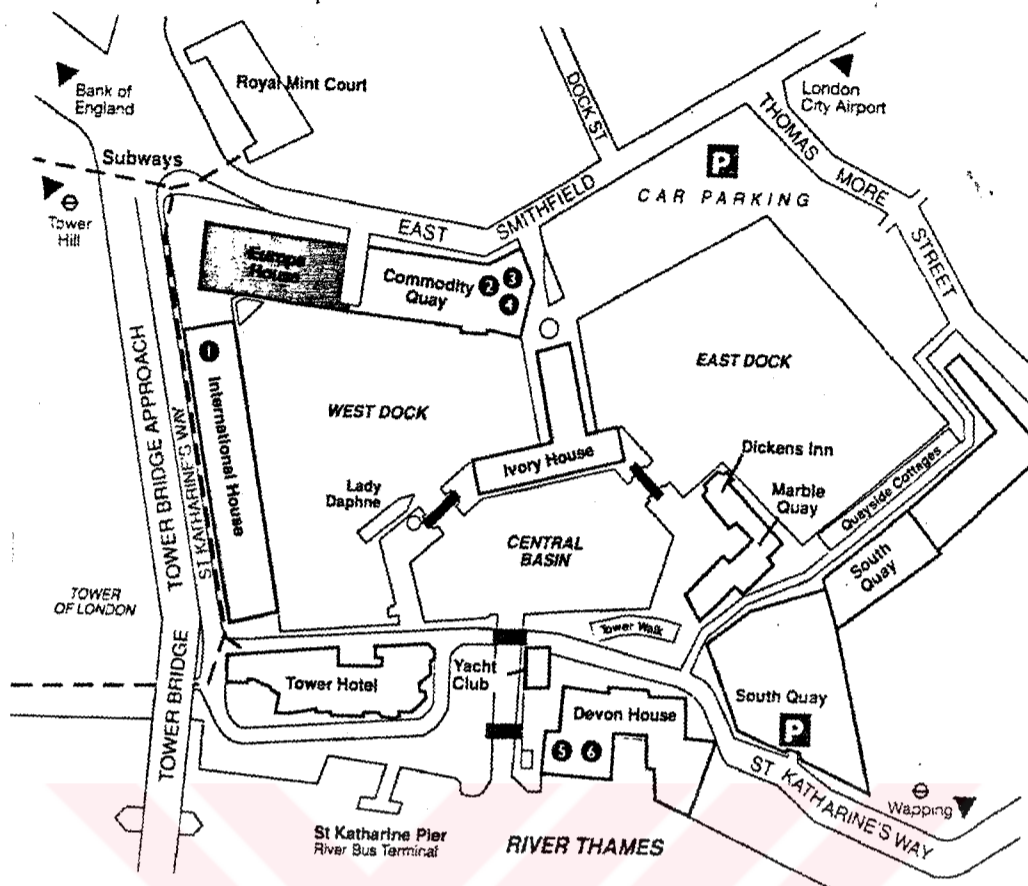 Royal Mint Court
Bank of
England
Subways
Tower
Hill
DOCK ST
London
City Airport
THOMAS MORE STREET
P
CAR PARKING
EAST SMITHFIELD
Europe
House
Commodity
Quay
2
3
4
1
International House
TOWER BRIDGE APPROACH
ST KATHARINE'S WAY
WEST DOCK
EAST DOCK
Ivory House
Dickens Inn
Marble
Quay
Quayside Cottages
Lady
Daphne
CENTRAL
BASIN
South
Quay
TOWER
OF LONDON
Tower Walk
TOWER BRIDGE
Tower Hotel
Yacht
Club
Devon House
5
6
South Quay
P
ST KATHARINE'S WAY
Wapping
St Katharine Pier
River Bus Terminal
RIVER THAMES